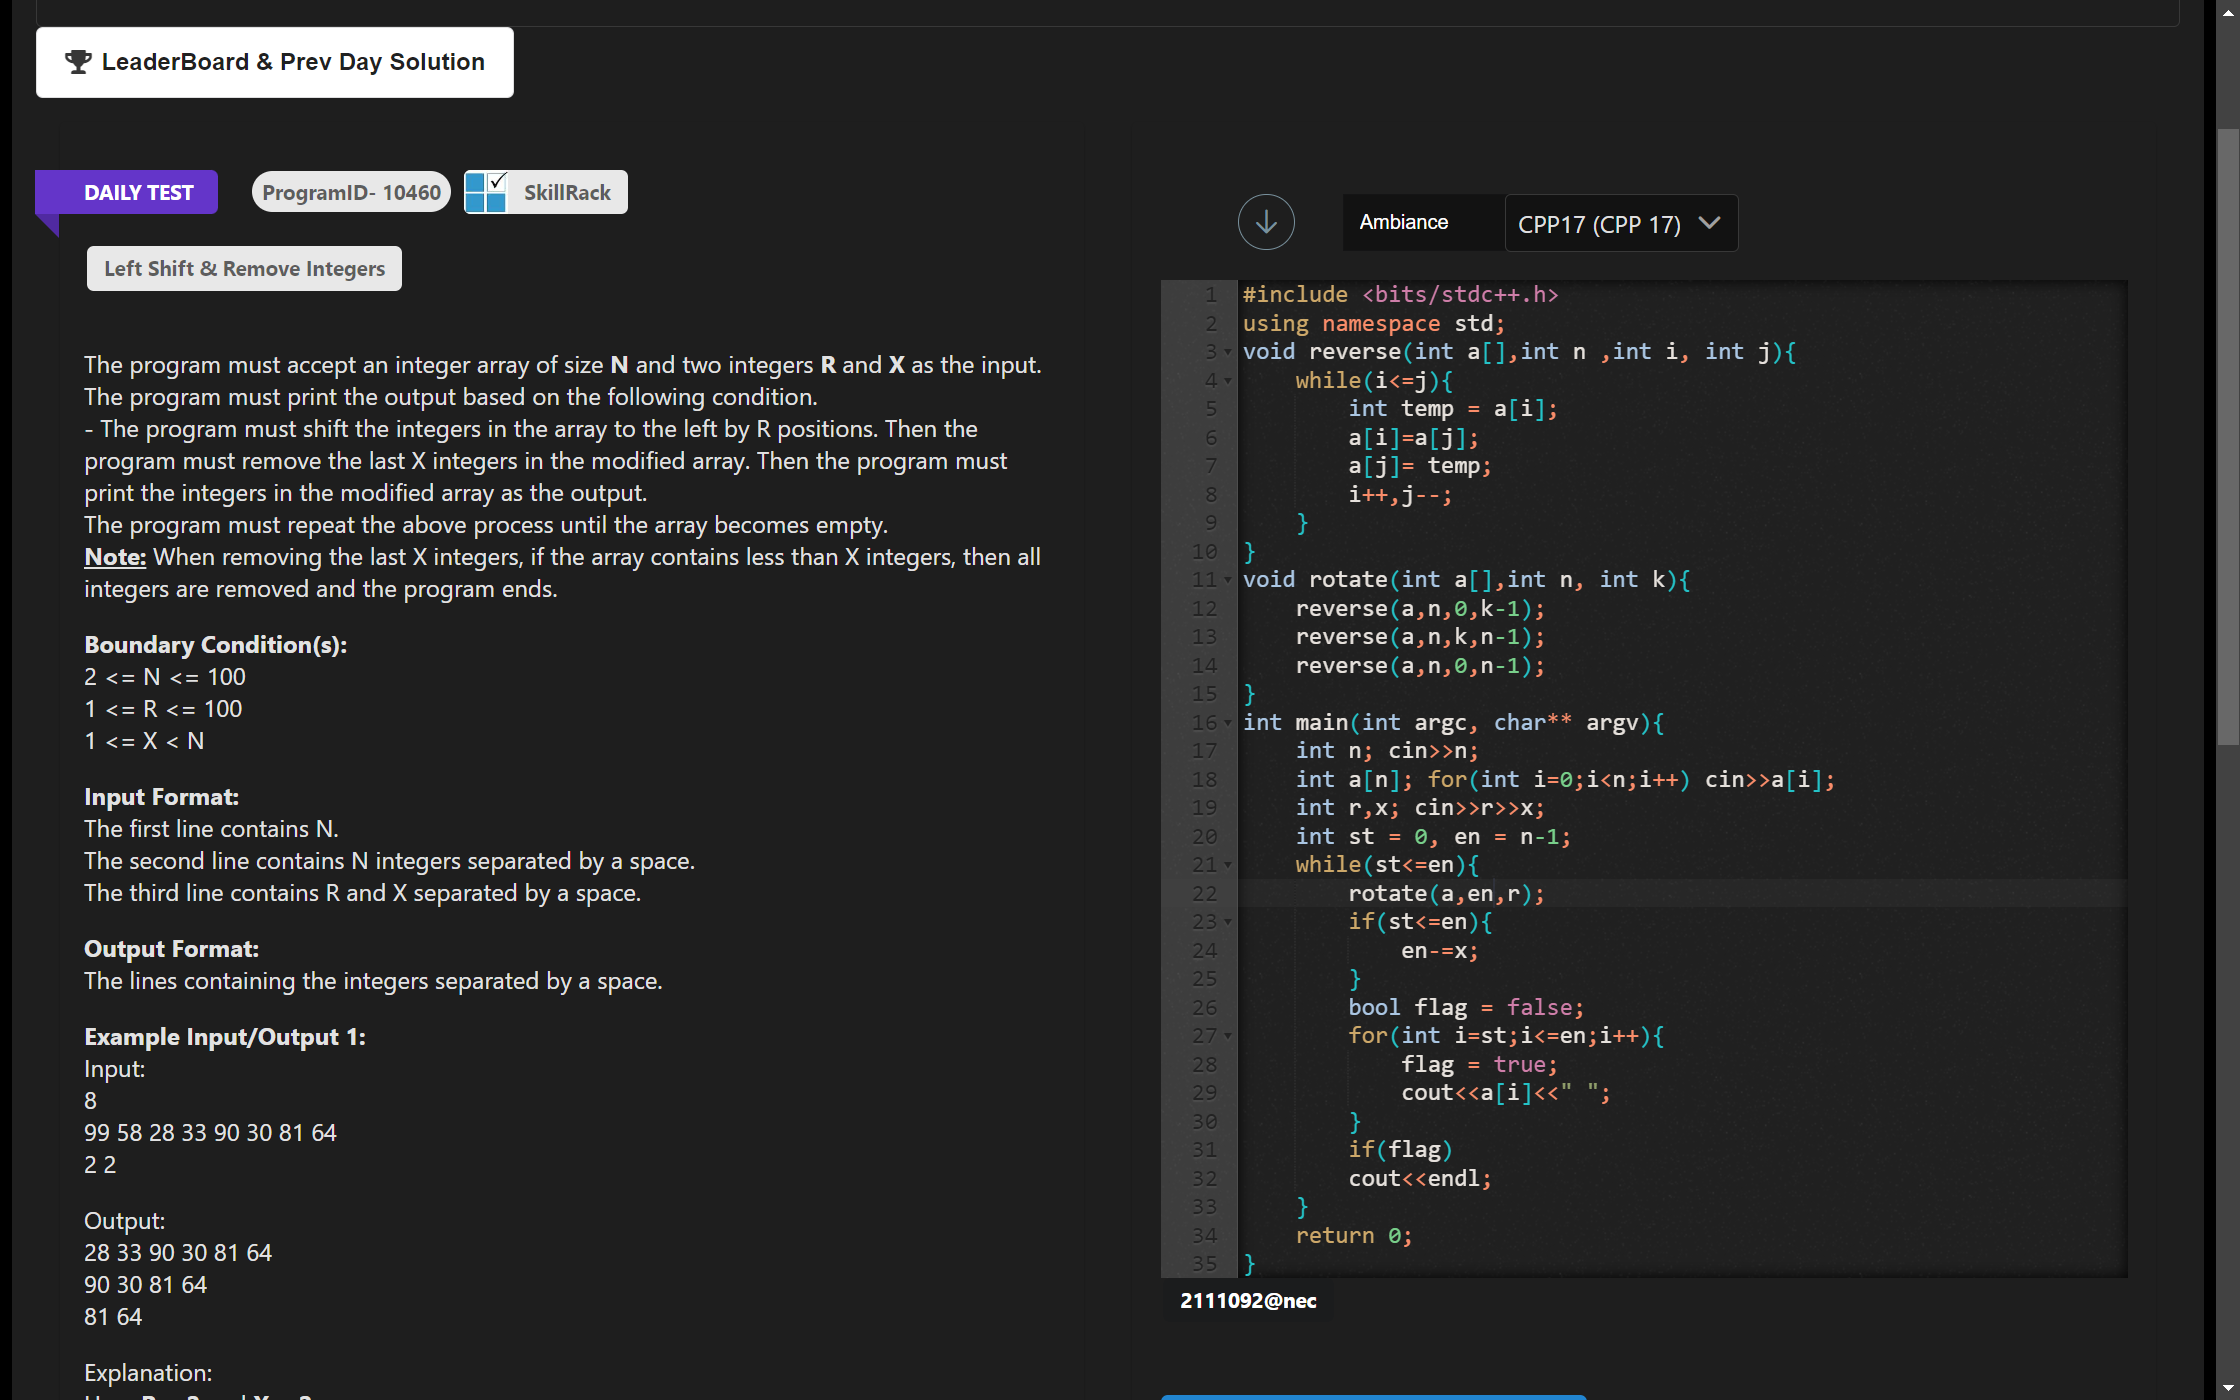 LeaderBoard & Prev Day Solution
DAILY TEST
ProgramID- 10460
SkillRack
Left Shift & Remove Integers
The program must accept an integer array of size N and two integers R and X as the input.
The program must print the output based on the following condition.
- The program must shift the integers in the array to the left by R positions. Then the
program must remove the last X integers in the modified array. Then the program must
print the integers in the modified array as the output.
The program must repeat the above process until the array becomes empty.
Note: When removing the last X integers, if the array contains less than X integers, then all
integers are removed and the program ends.
Boundary Condition(s):
2 <= N <= 100
1 <= R <= 100
1 <= X < N
Input Format:
The first line contains N.
The second line contains N integers separated by a space.
The third line contains R and X separated by a space.
Output Format:
The lines containing the integers separated by a space.
Example Input/Output 1:
Input:
8
99 58 28 33 90 30 81 64
2 2
Output:
28 33 90 30 81 64
90 30 81 64
81 64
Explanation:
Ambiance
CPP17 (CPP 17)
1 #include <bits/stdc++.h>
2 using namespace std;
3 void reverse(int a[],int n ,int i, int j){
4     while(i<=j){
5         int temp = a[i];
6         a[i]=a[j];
7         a[j]= temp;
8         i++,j--;
9     }
10 }
11 void rotate(int a[],int n, int k){
12     reverse(a,n,0,k-1);
13     reverse(a,n,k,n-1);
14     reverse(a,n,0,n-1);
15 }
16 int main(int argc, char** argv){
17     int n; cin>>n;
18     int a[n]; for(int i=0;i<n;i++) cin>>a[i];
19     int r,x; cin>>r>>x;
20     int st = 0, en = n-1;
21     while(st<=en){
22         rotate(a,en,r);
23         if(st<=en){
24             en-=x;
25         }
26         bool flag = false;
27         for(int i=st;i<=en;i++){
28             flag = true;
29             cout<<a[i]<<" ";
30         }
31         if(flag)
32         cout<<endl;
33     }
34     return 0;
35 }
2111092@nec